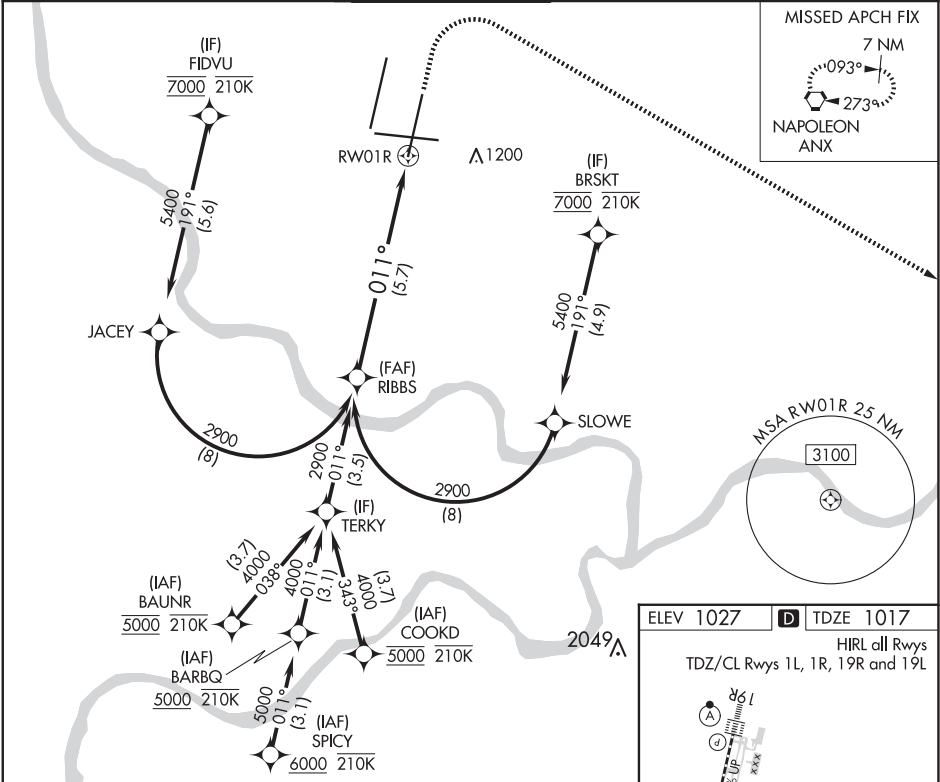 MISSED APCH FIX
7 NM
093°
273°
NAPOLEON
ANX
(IF)
FIDVU
7000 210K
5400
191°
(5.6)
JACEY
2900
(8)
RW01R
1200
(IF)
BRSKT
7000 210K
5400
191°
(4.9)
SLOWE
2900
(8)
011°
(5.7)
(FAF)
RIBBS
2900
011°
(3.5)
(IF)
TERKY
(3.7)
4000
038°
4000
011°
(3.1)
(3.7)
4000
343°
(IAF)
BAUNR
5000 210K
(IAF)
BARBQ
5000 210K
(IAF)
COOKD
5000 210K
5000
011°
(3.1)
(IAF)
SPICY
6000 210K
2049
MSA RW01R 25 NM
3100
ELEV 1027 D TDZE 1017
HIRL all Rwys
TDZ/CL Rwys 1L, 1R, 19R and 19L
19R
A
P
UP
XXX